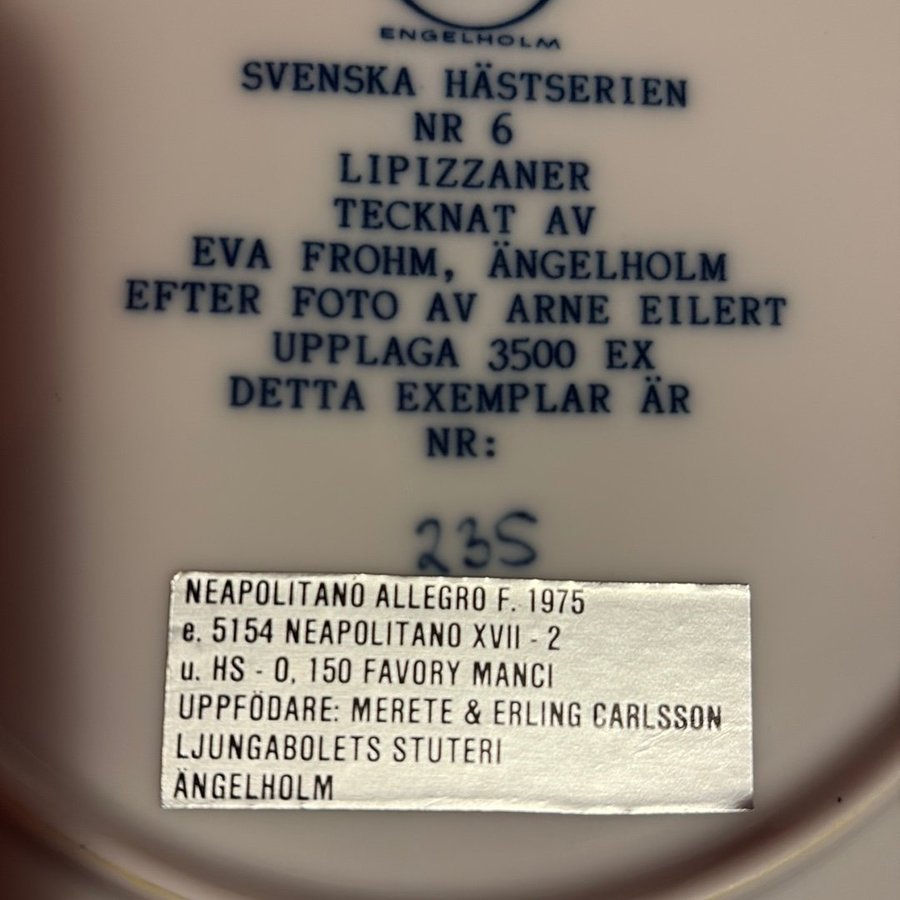 ENGELHOLM
SVENSKA HÄSTSERIEN
NR 6
LIPIZZANER
TECKNAT AV
EVA FROHM, ÄNGELHOLM
EFTER FOTO AV ARNE EILERT
UPPLAGA 3500 EX
DETTA EXEMPLAR ÄR
NR:
235
NEAPOLITANO ALLEGRO F. 1975
e. 5154 NEAPOLITANO XVII - 2
u. HS - 0, 150 FAVORY MANCI
UPPFÖDARE: MERETE & ERLING CARLSSON
LJUNGABOLETS STUTERI
ÄNGELHOLM